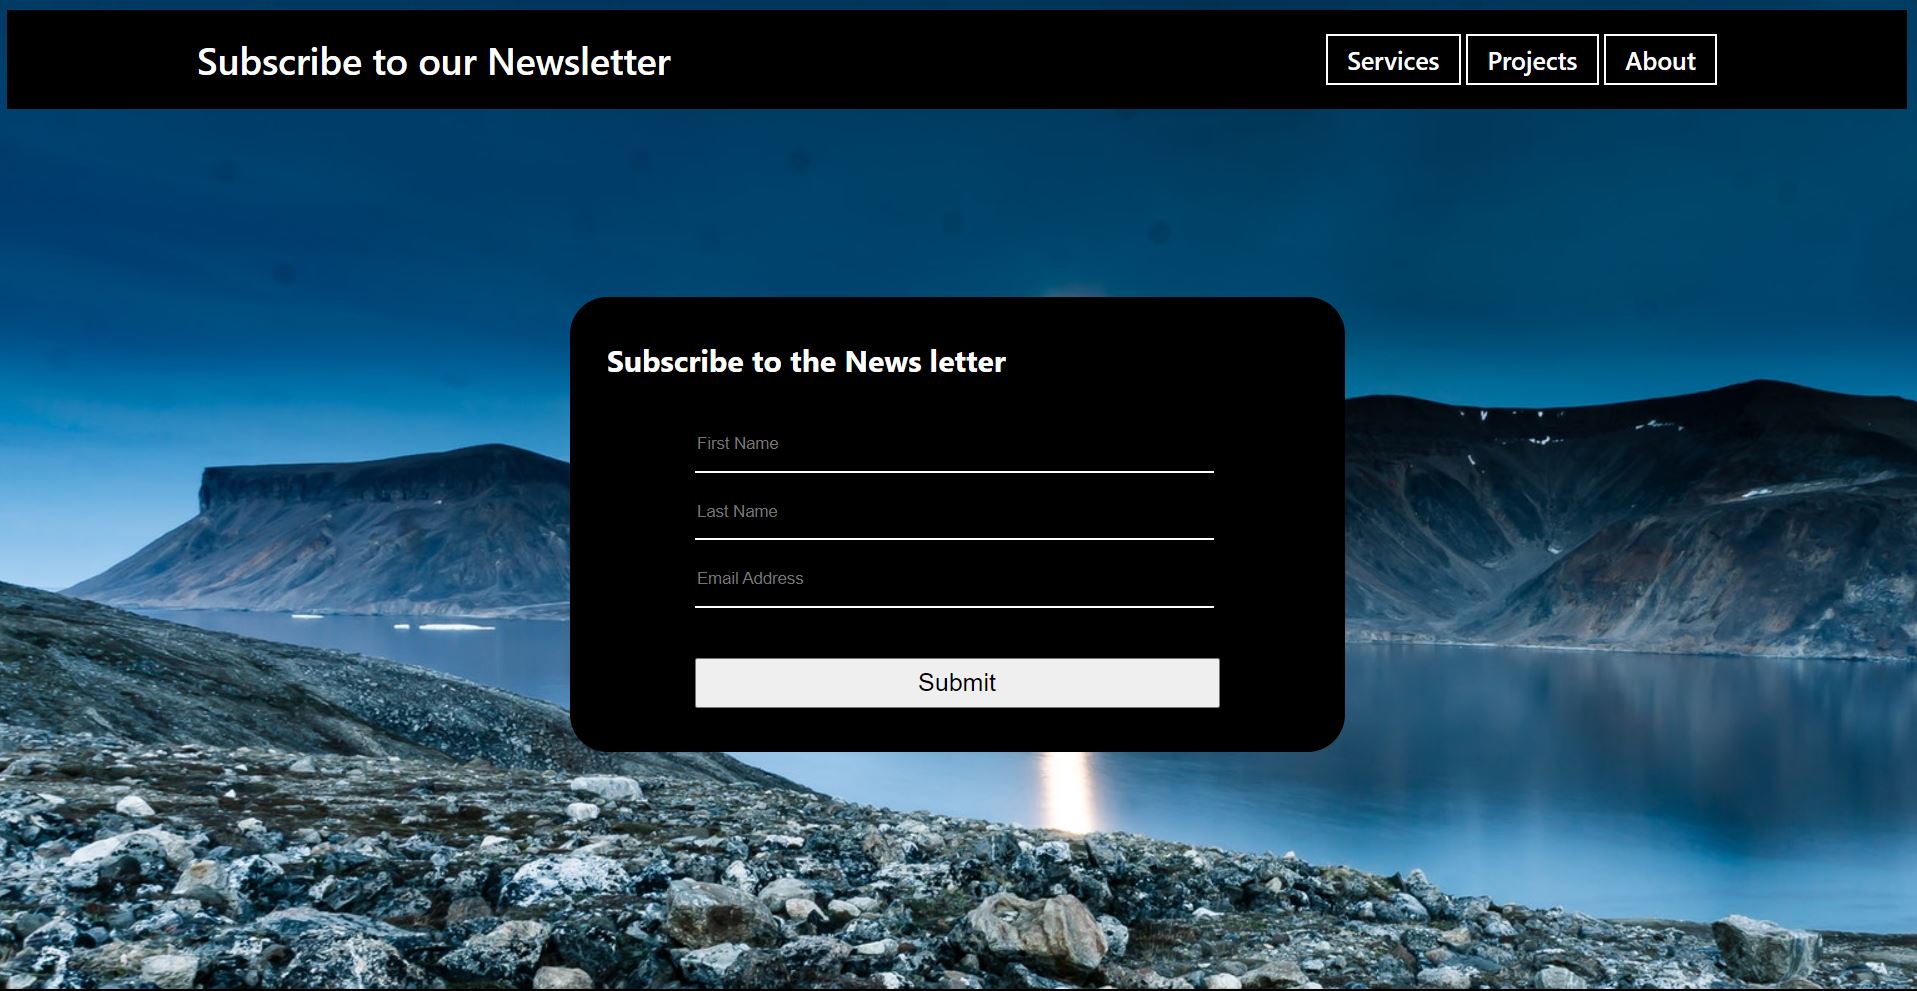 Subscribe to our Newsletter
Services Projects About
Subscribe to the News letter
First Name
Last Name
Email Address
Submit